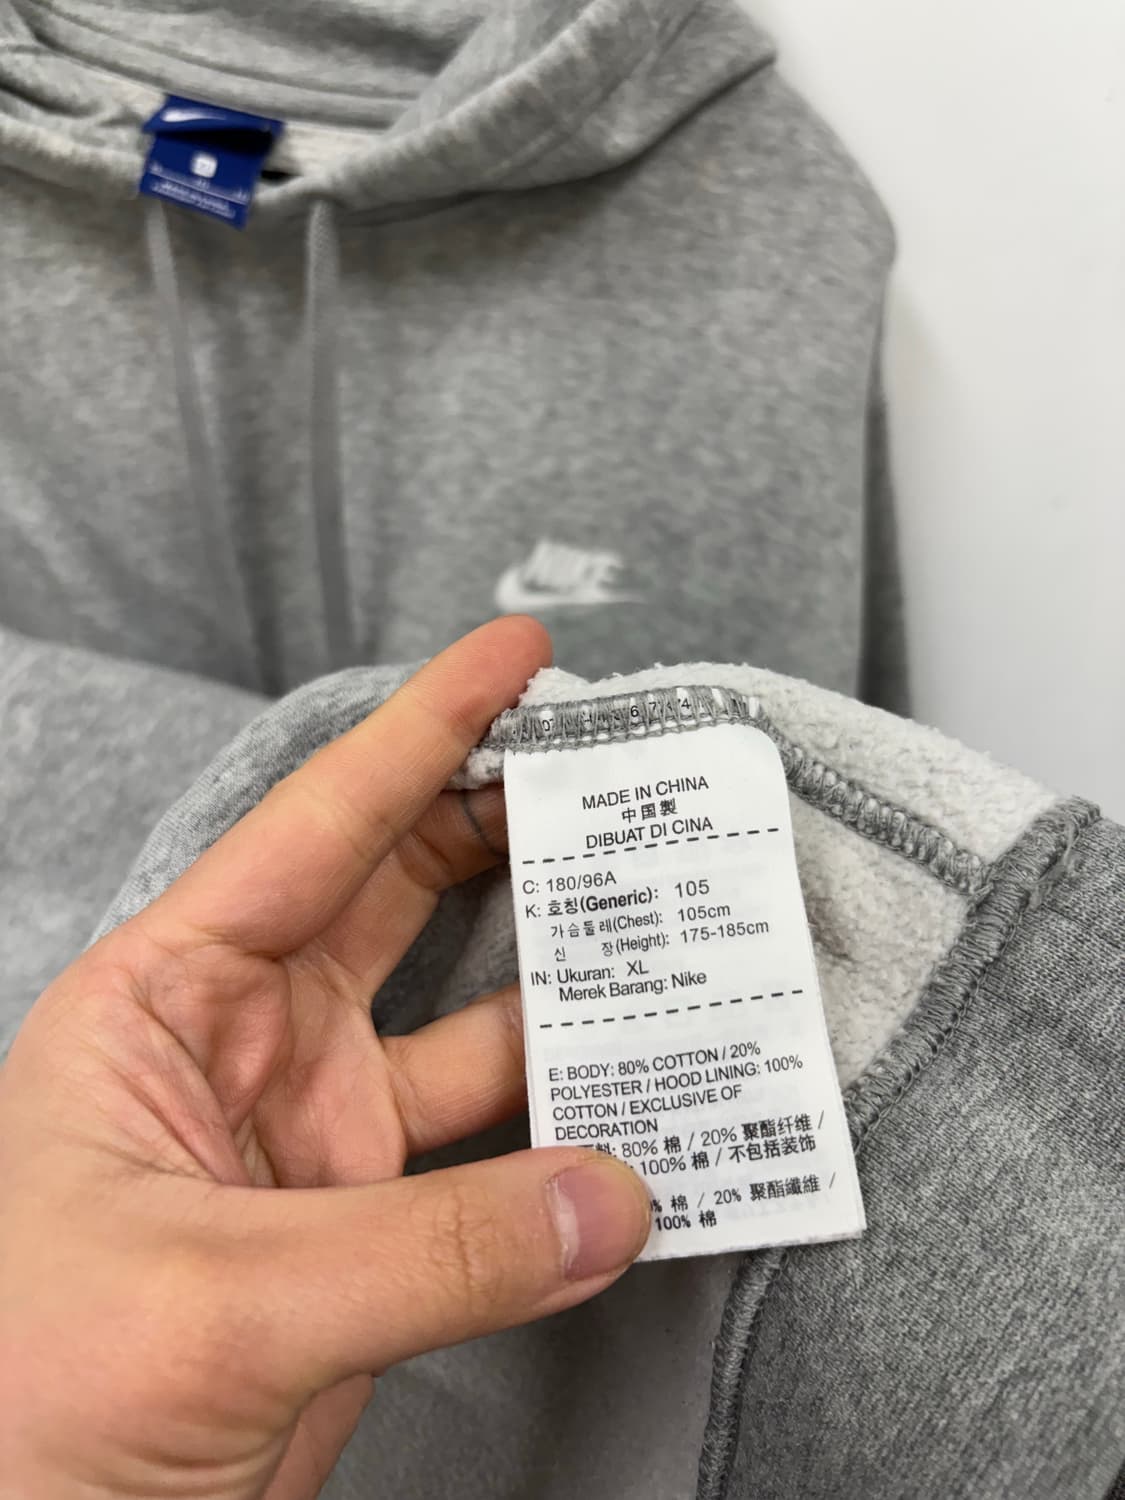 NIKE
MADE IN CHINA
中国製
DIBUAT DI CINA
C: 180/96A
K: 호칭(Generic): 105
가슴둘레(Chest): 105cm
신 장(Height): 175-185cm
IN: Ukuran: XL
Merek Barang: Nike
E: BODY: 80% COTTON / 20%
POLYESTER / HOOD LINING: 100%
COTTON / EXCLUSIVE OF
DECORATION
料: 80% 棉 / 20% 聚酯纤维 /
: 100% 棉 / 不包括装饰
% 棉 / 20% 聚酯纖維 /
100% 棉